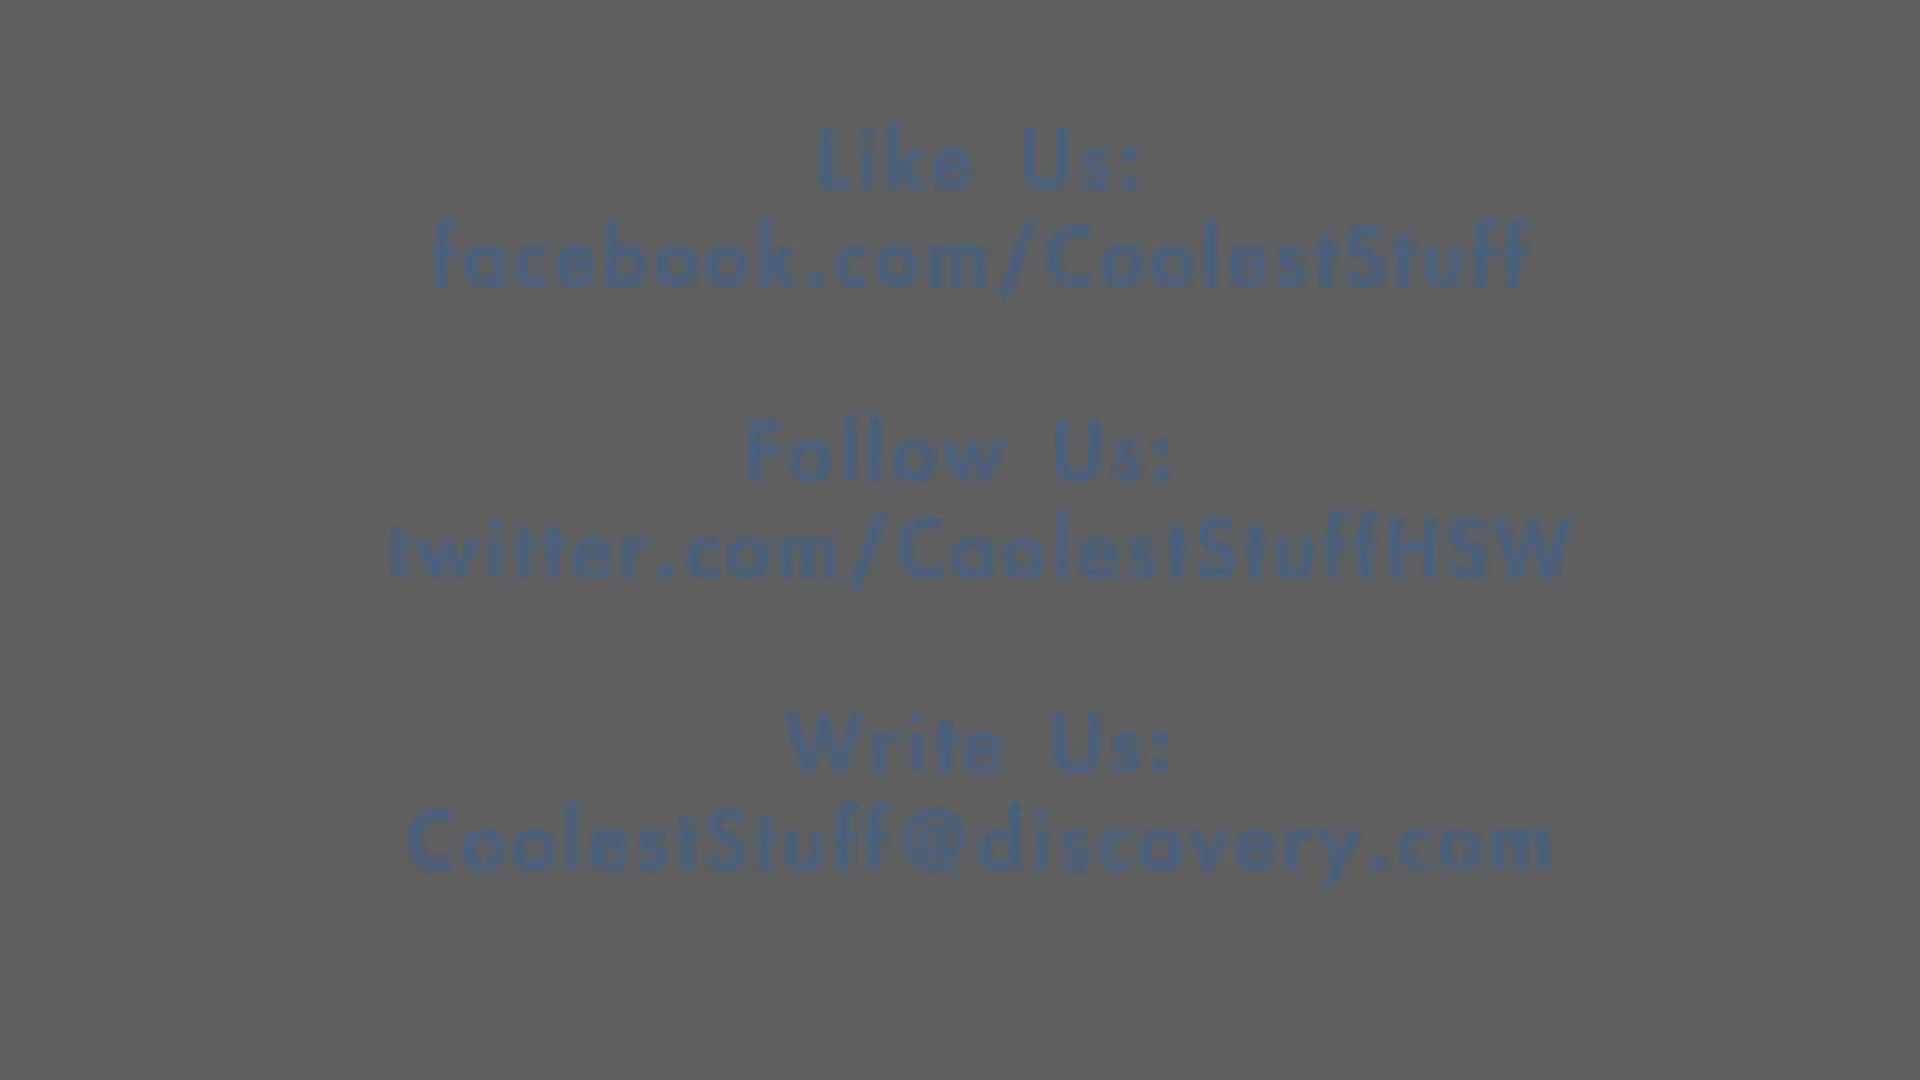 Like Us:
facebook.com/CoolestStuff
Follow Us:
twitter.com/CoolestStuffHSW
Write Us:
CoolestStuff@discovery.com